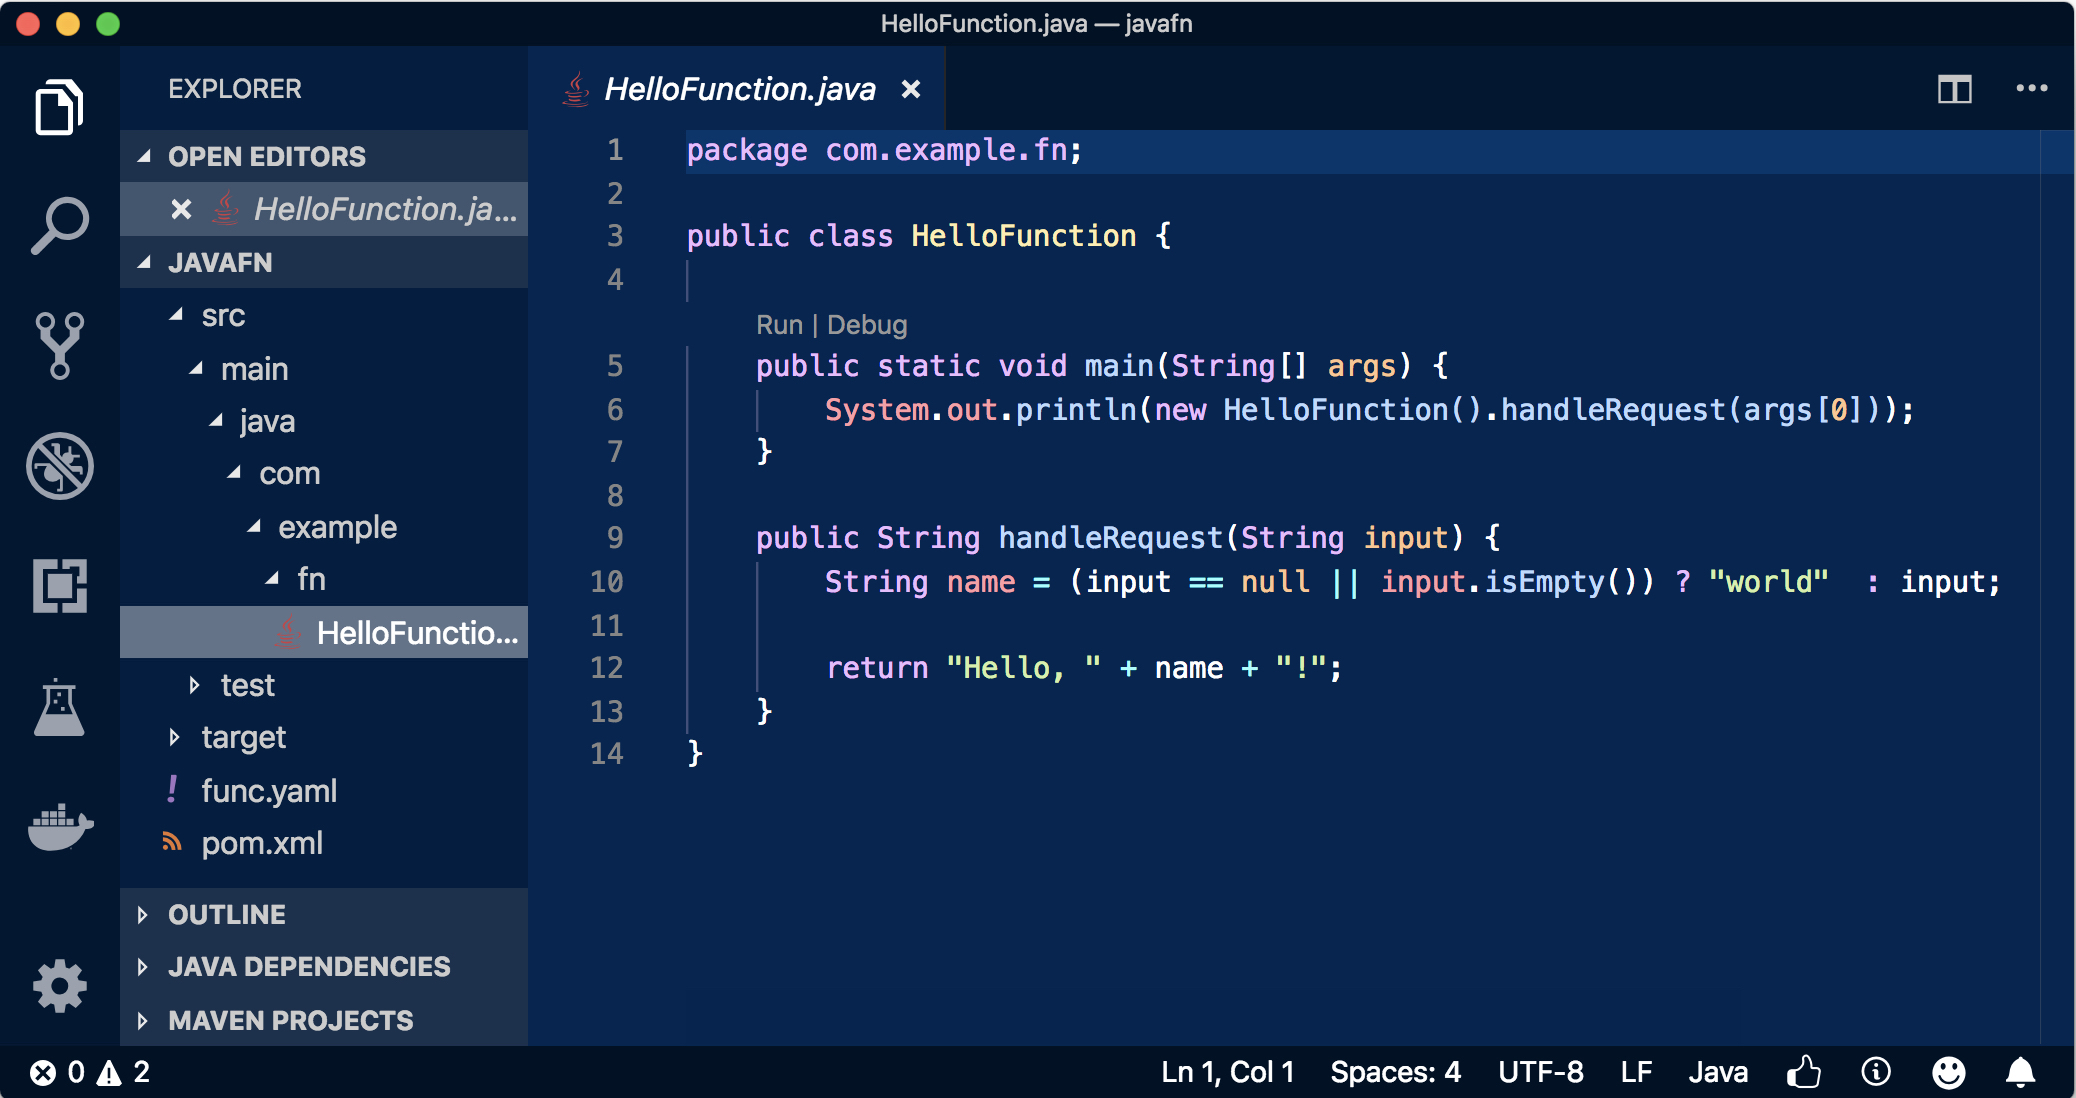 HelloFunction.java — javafn
EXPLORER
OPEN EDITORS
HelloFunction.ja...
JAVAFN
src
main
java
com
example
fn
HelloFunctio...
test
target
! func.yaml
pom.xml
OUTLINE
JAVA DEPENDENCIES
MAVEN PROJECTS
HelloFunction.java
1 package com.example.fn;
2
3 public class HelloFunction {
4
Run | Debug
5     public static void main(String[] args) {
6         System.out.println(new HelloFunction().handleRequest(args[0]));
7     }
8
9     public String handleRequest(String input) {
10         String name = (input == null || input.isEmpty()) ? "world"  : input;
11
12         return "Hello, " + name + "!";
13     }
14 }
0 2 Ln 1, Col 1 Spaces: 4 UTF-8 LF Java